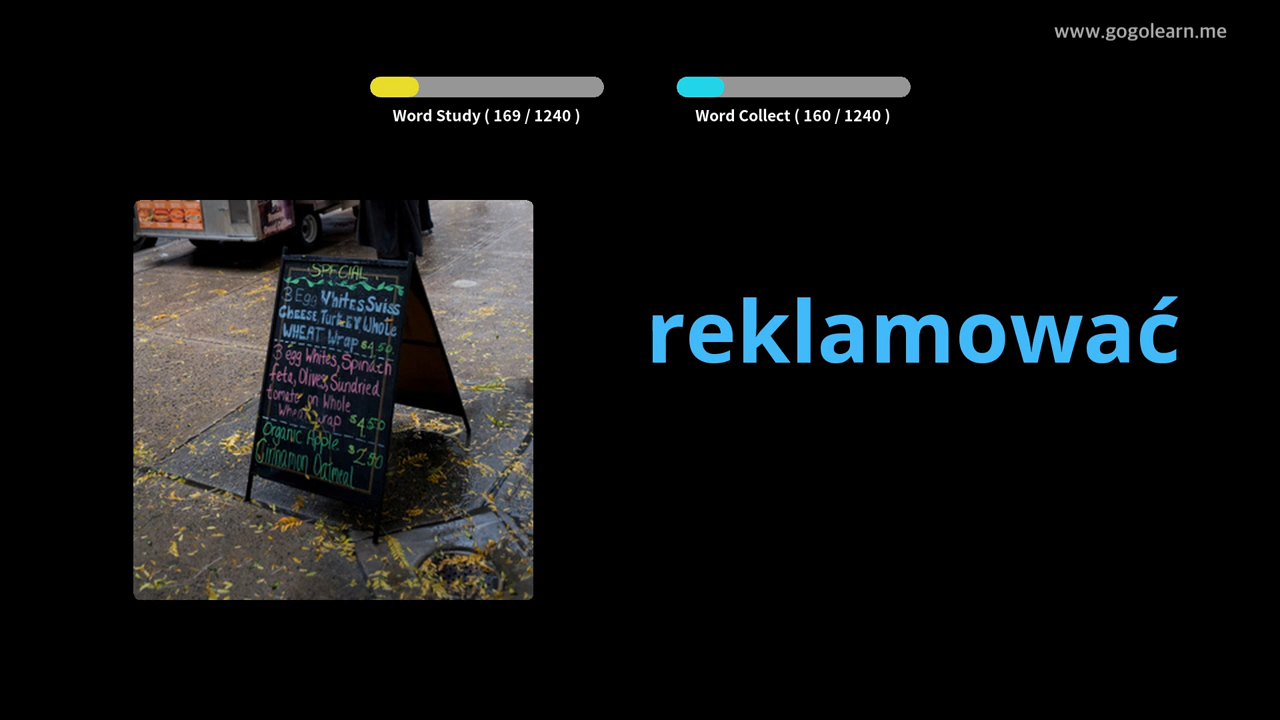 www.gogolearn.me
Word Study ( 169 / 1240 )
Word Collect ( 160 / 1240 )
SPECIAL
3 Egg Whites, Swiss
Cheese, Turkey Whole
WHEAT Wrap $4.50
3 egg Whites, Spinach
feta, Olives, Sundried
tomato on Whole
Wheat Wrap $4.50
Organic Apple
Cinnamon Oatmeal $2.50
reklamować